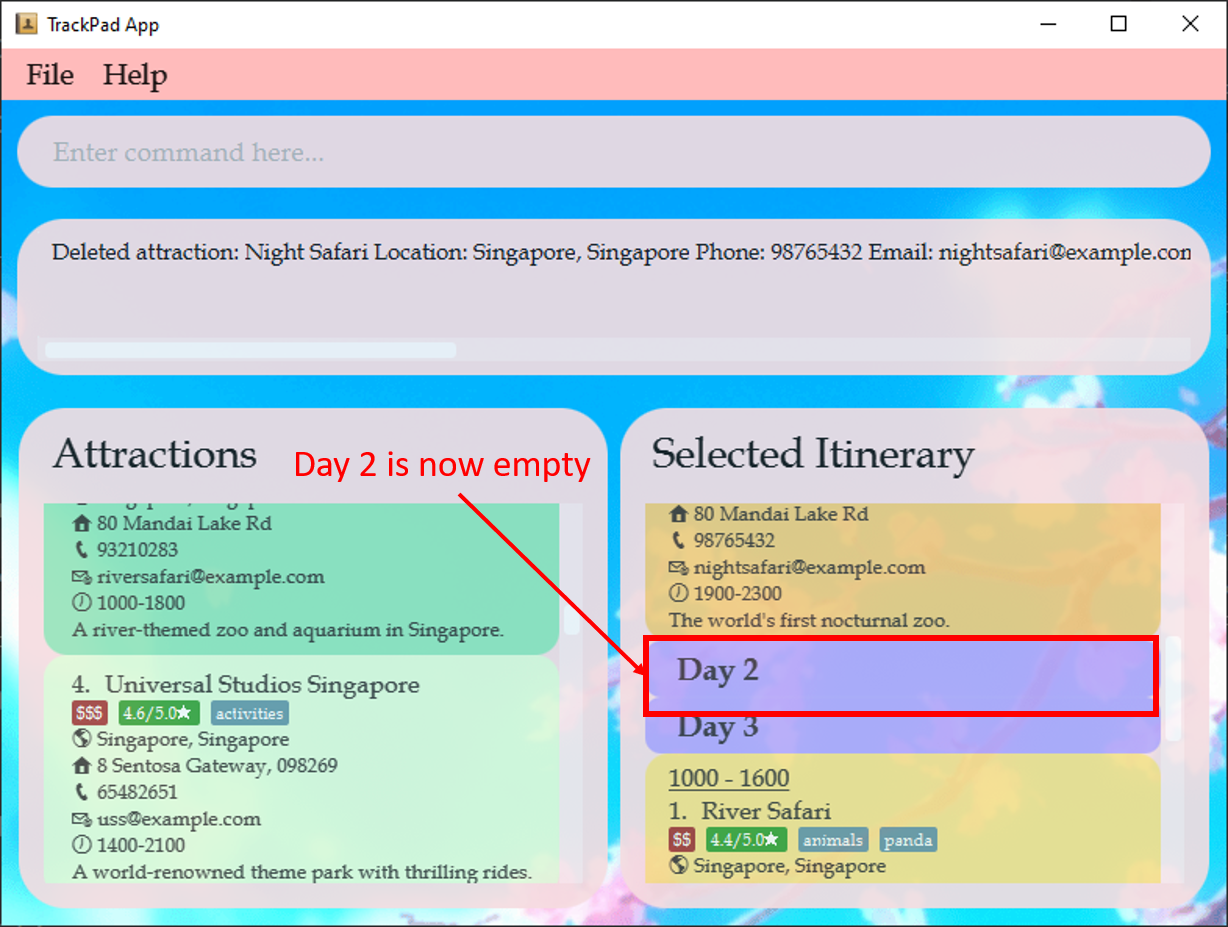 TrackPad App
File Help
Enter command here...
Deleted attraction: Night Safari Location: Singapore, Singapore Phone: 98765432 Email: nightsafari@example.com
Attractions
Day 2 is now empty
80 Mandai Lake Rd
93210283
riversafari@example.com
1000-1800
A river-themed zoo and aquarium in Singapore.
4. Universal Studios Singapore
$$$ 4.6/5.0★ activities
Singapore, Singapore
8 Sentosa Gateway, 098269
65482651
uss@example.com
1400-2100
A world-renowned theme park with thrilling rides.
Selected Itinerary
80 Mandai Lake Rd
98765432
nightsafari@example.com
1900-2300
The world's first nocturnal zoo.
Day 2
Day 3
1000 - 1600
1. River Safari
$$ 4.4/5.0★ animals panda
Singapore, Singapore